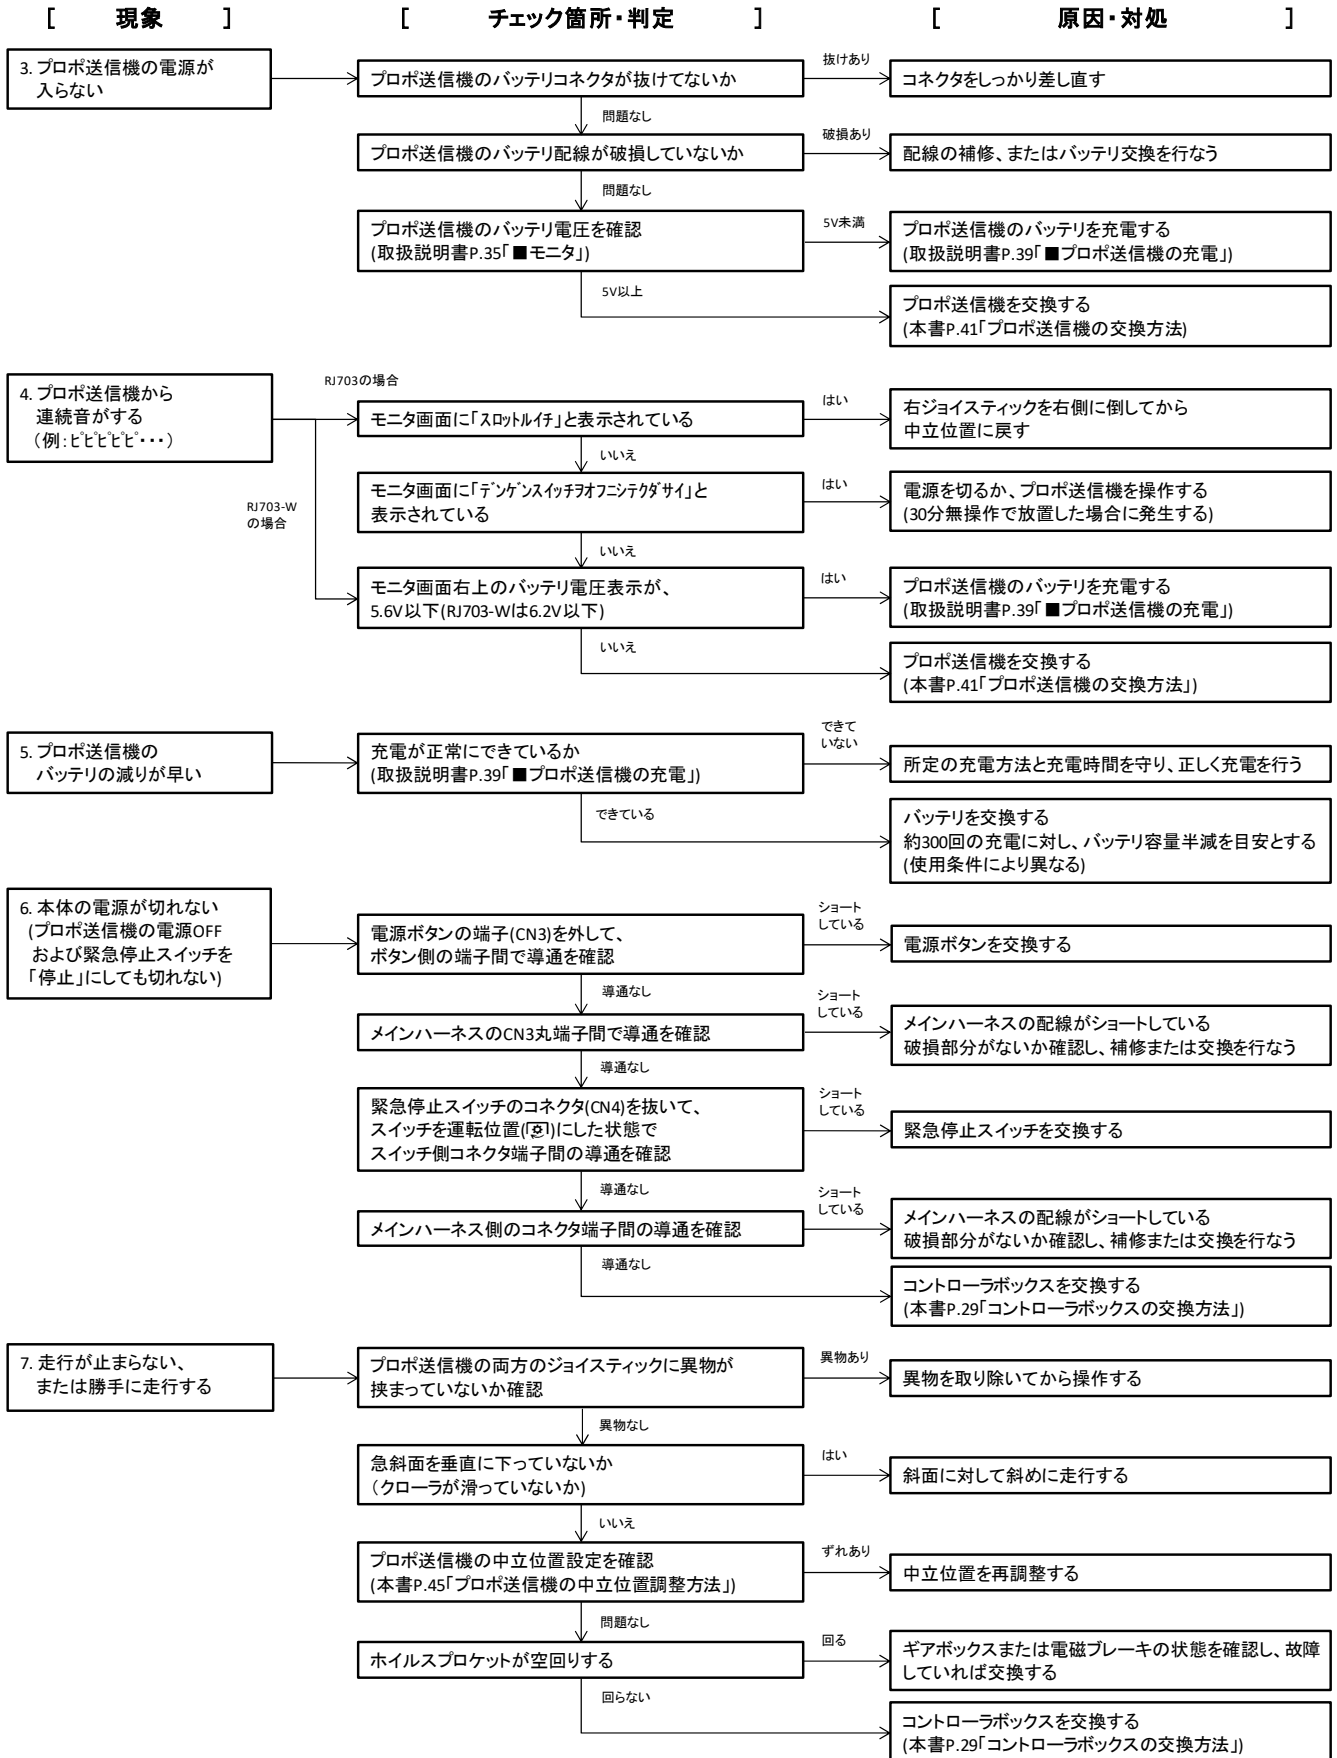 [ 現象 ]
[ チェック箇所・判定 ]
[ 原因・対処 ]
3. プロポ送信機の電源が
入らない
プロポ送信機のバッテリコネクタが抜けてないか
抜けあり
コネクタをしっかり差し直す
問題なし
プロポ送信機のバッテリ配線が破損していないか
破損あり
配線の補修、またはバッテリ交換を行なう
問題なし
プロポ送信機のバッテリ電圧を確認
(取扱説明書P.35「■モニタ」)
5V未満
プロポ送信機のバッテリを充電する
(取扱説明書P.39「■プロポ送信機の充電」)
5V以上
プロポ送信機を交換する
(本書P.41「プロポ送信機の交換方法)
4. プロポ送信機から
連続音がする
(例:ﾋﾟﾋﾟﾋﾟﾋﾟﾋﾟ・・・)
RJ703の場合
モニタ画面に「ｽﾛｯﾄﾙｲﾁ」と表示されている
はい
右ジョイスティックを右側に倒してから
中立位置に戻す
いいえ
RJ703-W
の場合
モニタ画面に「ﾃﾞﾝｹﾞﾝｽｲｯﾁｦｵﾌﾆｼﾃｸﾀﾞｻｲ」と
表示されている
はい
電源を切るか、プロポ送信機を操作する
(30分無操作で放置した場合に発生する)
いいえ
モニタ画面右上のバッテリ電圧表示が、
5.6V以下(RJ703-Wは6.2V以下)
はい
プロポ送信機のバッテリを充電する
(取扱説明書P.39「■プロポ送信機の充電」)
いいえ
プロポ送信機を交換する
(本書P.41「プロポ送信機の交換方法」)
5. プロポ送信機の
バッテリの減りが早い
充電が正常にできているか
(取扱説明書P.39「■プロポ送信機の充電」)
できて
いない
所定の充電方法と充電時間を守り、正しく充電を行う
できている
バッテリを交換する
約300回の充電に対し、バッテリ容量半減を目安とする
(使用条件により異なる)
6. 本体の電源が切れない
(プロポ送信機の電源OFF
および緊急停止スイッチを
「停止」にしても切れない)
電源ボタンの端子(CN3)を外して、
ボタン側の端子間で導通を確認
ショート
している
電源ボタンを交換する
導通なし
メインハーネスのCN3丸端子間で導通を確認
ショート
している
メインハーネスの配線がショートしている
破損部分がないか確認し、補修または交換を行なう
導通なし
緊急停止スイッチのコネクタ(CN4)を抜いて、
スイッチを運転位置(「」)にした状態で
スイッチ側コネクタ端子間の導通を確認
ショート
している
緊急停止スイッチを交換する
導通なし
メインハーネス側のコネクタ端子間の導通を確認
ショート
している
メインハーネスの配線がショートしている
破損部分がないか確認し、補修または交換を行なう
導通なし
コントローラボックスを交換する
(本書P.29「コントローラボックスの交換方法」)
7. 走行が止まらない、
または勝手に走行する
プロポ送信機の両方のジョイスティックに異物が
挟まっていないか確認
異物あり
異物を取り除いてから操作する
異物なし
急斜面を垂直に下っていないか
(クローラが滑っていないか)
はい
斜面に対して斜めに走行する
いいえ
プロポ送信機の中立位置設定を確認
(本書P.45「プロポ送信機の中立位置調整方法」)
ずれあり
中立位置を再調整する
問題なし
ホイルスプロケットが空回りする
回る
ギアボックスまたは電磁ブレーキの状態を確認し、故障
していれば交換する
回らない
コントローラボックスを交換する
(本書P.29「コントローラボックスの交換方法」)